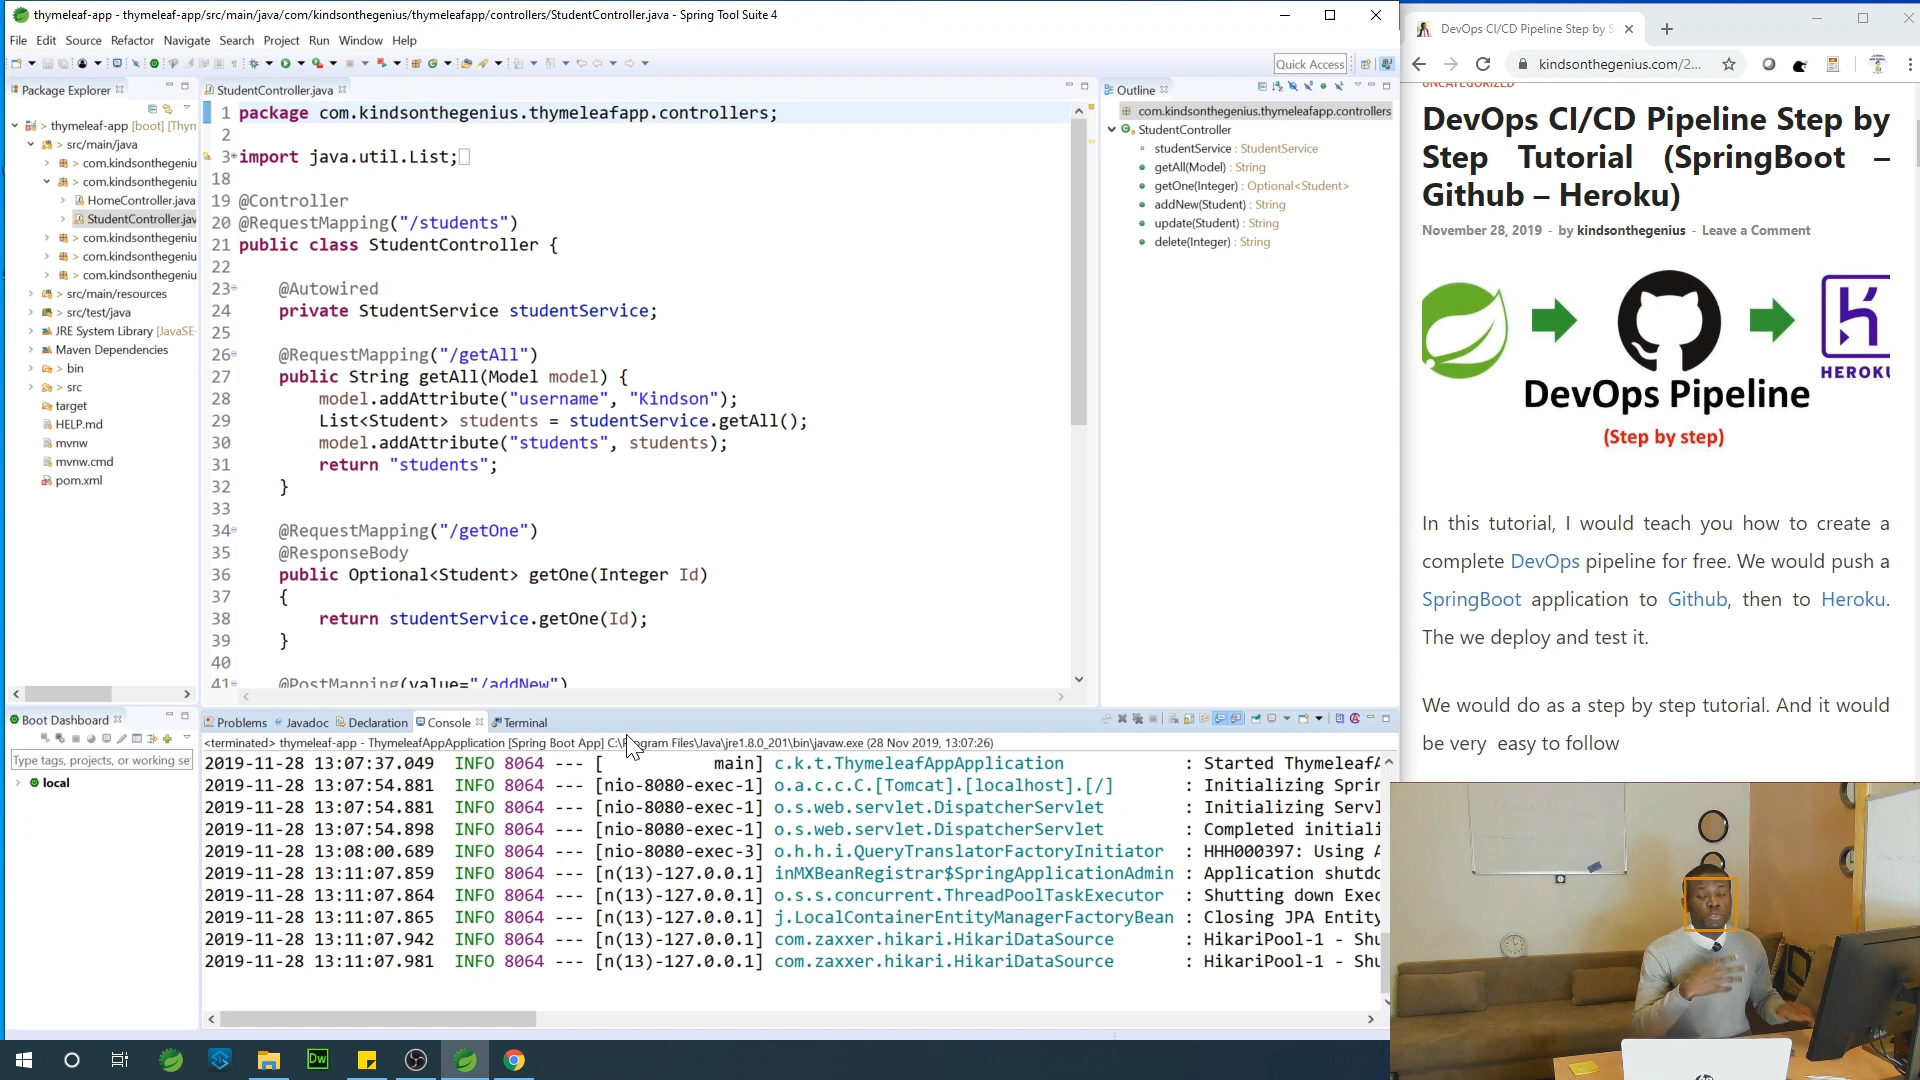 thymeleaf-app - thymeleaf-app/src/main/java/com/kindsonthegenius/thymeleafapp/controllers/StudentController.java - Spring Tool Suite 4
File Edit Source Refactor Navigate Search Project Run Window Help
Quick Access
Package Explorer
thymeleaf-app [boot] [Thyn
src/main/java
com.kindsonthegeniu
com.kindsonthegeniu
HomeController.java
StudentController.jav
com.kindsonthegeniu
com.kindsonthegeniu
com.kindsonthegeniu
src/main/resources
src/test/java
JRE System Library [JavaSE-
Maven Dependencies
bin
src
target
HELP.md
mvnw
mvnw.cmd
pom.xml
StudentController.java
1 package com.kindsonthegenius.thymeleafapp.controllers;
2
3 import java.util.List;
18
19 @Controller
20 @RequestMapping("/students")
21 public class StudentController {
22
23 @Autowired
24 private StudentService studentService;
25
26 @RequestMapping("/getAll")
27 public String getAll(Model model) {
28 model.addAttribute("username", "Kindson");
29 List<Student> students = studentService.getAll();
30 model.addAttribute("students", students);
31 return "students";
32 }
33
34 @RequestMapping("/getOne")
35 @ResponseBody
36 public Optional<Student> getOne(Integer Id)
37 {
38 return studentService.getOne(Id);
39 }
40
41 @PostMapping(value="/addNew")
Outline
com.kindsonthegenius.thymeleafapp.controllers
StudentController
studentService : StudentService
getAll(Model) : String
getOne(Integer) : Optional<Student>
addNew(Student) : String
update(Student) : String
delete(Integer) : String
Boot Dashboard
Type tags, projects, or working se
local
Problems Javadoc Declaration Console Terminal
<terminated> thymeleaf-app - ThymeleafAppApplication [Spring Boot App] C:\Program Files\Java\jre1.8.0_201\bin\javaw.exe (28 Nov 2019, 13:07:26)
2019-11-28 13:07:37.049 INFO 8064 --- [ main] c.k.t.ThymeleafAppApplication : Started ThymeleafA
2019-11-28 13:07:54.881 INFO 8064 --- [nio-8080-exec-1] o.a.c.c.C.[Tomcat].[localhost].[/] : Initializing Sprin
2019-11-28 13:07:54.881 INFO 8064 --- [nio-8080-exec-1] o.s.web.servlet.DispatcherServlet : Initializing Servl
2019-11-28 13:07:54.898 INFO 8064 --- [nio-8080-exec-1] o.s.web.servlet.DispatcherServlet : Completed initiali
2019-11-28 13:08:00.689 INFO 8064 --- [nio-8080-exec-3] o.h.h.i.QueryTranslatorFactoryInitiator : HHH000397: Using A
2019-11-28 13:11:07.859 INFO 8064 --- [n(13)-127.0.0.1] inMXBeanRegistrar$SpringApplicationAdmin : Application shutdo
2019-11-28 13:11:07.864 INFO 8064 --- [n(13)-127.0.0.1] o.s.s.concurrent.ThreadPoolTaskExecutor : Shutting down Exec
2019-11-28 13:11:07.865 INFO 8064 --- [n(13)-127.0.0.1] j.LocalContainerEntityManagerFactoryBean : Closing JPA Entity
2019-11-28 13:11:07.942 INFO 8064 --- [n(13)-127.0.0.1] com.zaxxer.hikari.HikariDataSource : HikariPool-1 - Shu
2019-11-28 13:11:07.981 INFO 8064 --- [n(13)-127.0.0.1] com.zaxxer.hikari.HikariDataSource : HikariPool-1 - Shu
Dw
DevOps CI/CD Pipeline Step by S
kindsonthegenius.com/2...
UNCATEGORIZED
DevOps CI/CD Pipeline Step by
Step Tutorial (SpringBoot –
Github – Heroku)
November 28, 2019 - by kindsonthegenius - Leave a Comment
HEROKU
DevOps Pipeline
(Step by step)
In this tutorial, I would teach you how to create a
complete DevOps pipeline for free. We would push a
SpringBoot application to Github, then to Heroku.
The we deploy and test it.
We would do as a step by step tutorial. And it would
be very easy to follow